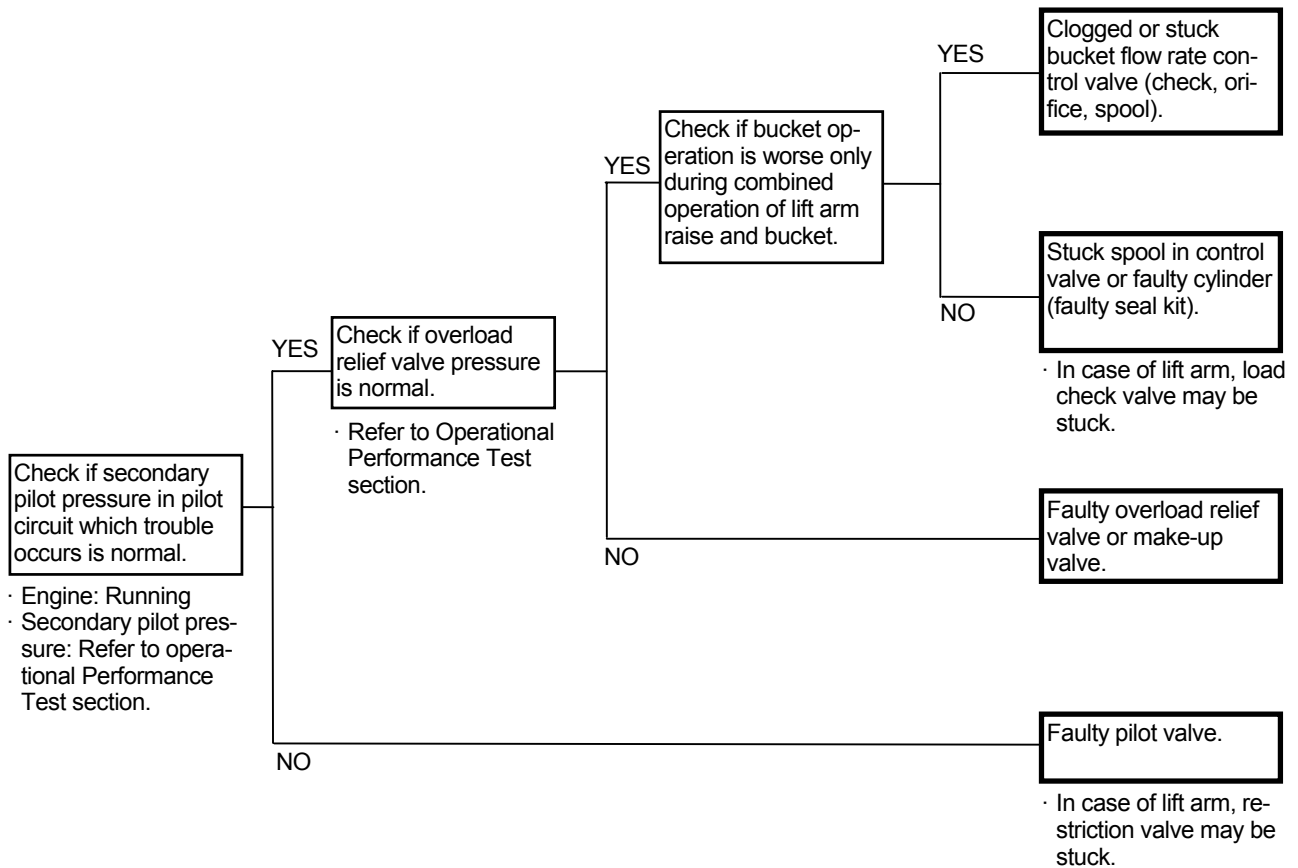 Check if secondary
pilot pressure in pilot
circuit which trouble
occurs is normal.
· Engine: Running
· Secondary pilot pres-
sure: Refer to opera-
tional Performance
Test section.
YES
NO
Check if overload
relief valve pressure
is normal.
· Refer to Operational
Performance Test
section.
YES
NO
Check if bucket op-
eration is worse only
during combined
operation of lift arm
raise and bucket.
YES
NO
Clogged or stuck
bucket flow rate con-
trol valve (check, ori-
fice, spool).
Stuck spool in control
valve or faulty cylinder
(faulty seal kit).
· In case of lift arm, load
check valve may be
stuck.
Faulty overload relief
valve or make-up
valve.
Faulty pilot valve.
· In case of lift arm, re-
striction valve may be
stuck.